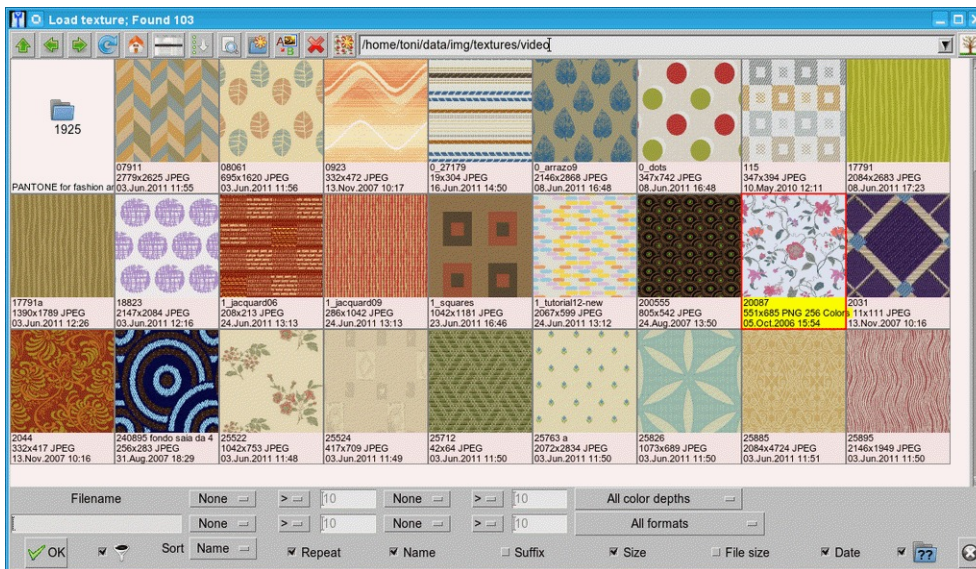 Load texture; Found 103
/home/toni/data/img/textures/video
1925
PANTONE for fashion ar
07911
2779x2625 JPEG
03.Jun.2011 11:55
08061
695x1620 JPEG
03.Jun.2011 11:56
0923
332x472 JPEG
13.Nov.2007 10:17
0_27179
19x304 JPEG
16.Jun.2011 14:50
0_arrazo9
2146x2868 JPEG
08.Jun.2011 16:48
0_dots
347x742 JPEG
08.Jun.2011 16:48
115
347x394 JPEG
10.May.2010 12:11
17791
2084x2683 JPEG
08.Jun.2011 17:23
17791a
1390x1789 JPEG
03.Jun.2011 12:26
18823
2147x2084 JPEG
03.Jun.2011 12:16
1_jacquard06
208x213 JPEG
24.Jun.2011 13:13
1_jacquard09
286x1042 JPEG
24.Jun.2011 13:13
1_squares
1042x1181 JPEG
23.Jun.2011 16:46
1_tutorial12-new
2067x599 JPEG
24.Jun.2011 13:12
200555
805x542 JPEG
24.Aug.2007 13:50
20087
551x685 PNG 256 Colors
05.Oct.2006 15:54
2031
11x111 JPEG
13.Nov.2007 10:16
2044
332x417 JPEG
13.Nov.2007 10:16
240895 fondo saia da 4
256x283 JPEG
31.Aug.2007 18:29
25522
1042x753 JPEG
03.Jun.2011 11:48
25524
417x709 JPEG
03.Jun.2011 11:49
25712
42x64 JPEG
03.Jun.2011 11:50
25763 a
2072x2834 JPEG
03.Jun.2011 11:50
25826
1073x689 JPEG
03.Jun.2011 11:50
25885
2084x4724 JPEG
03.Jun.2011 11:51
25895
2146x1949 JPEG
03.Jun.2011 11:50
Filename None > 10 None > 10 All color depths
None > 10 None > 10 All formats
OK Sort Name Repeat Name Suffix Size File size Date ??